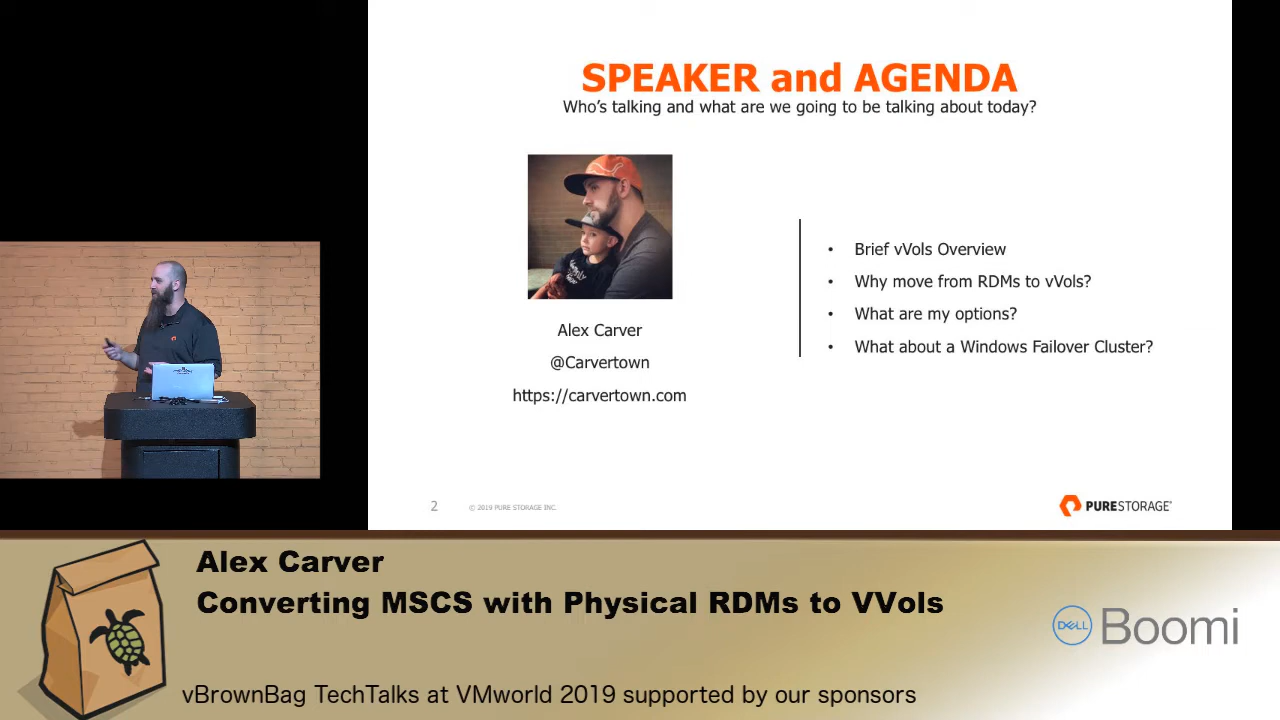 SPEAKER and AGENDA
Who's talking and what are we going to be talking about today?
Alex Carver
@Carvertown
https://carvertown.com
• Brief vVols Overview
• Why move from RDMs to vVols?
• What are my options?
• What about a Windows Failover Cluster?
2
© 2019 PURE STORAGE INC.
PURESTORAGE®
Alex Carver
Converting MSCS with Physical RDMs to VVols
DELL Boomi
vBrownBag TechTalks at VMworld 2019 supported by our sponsors